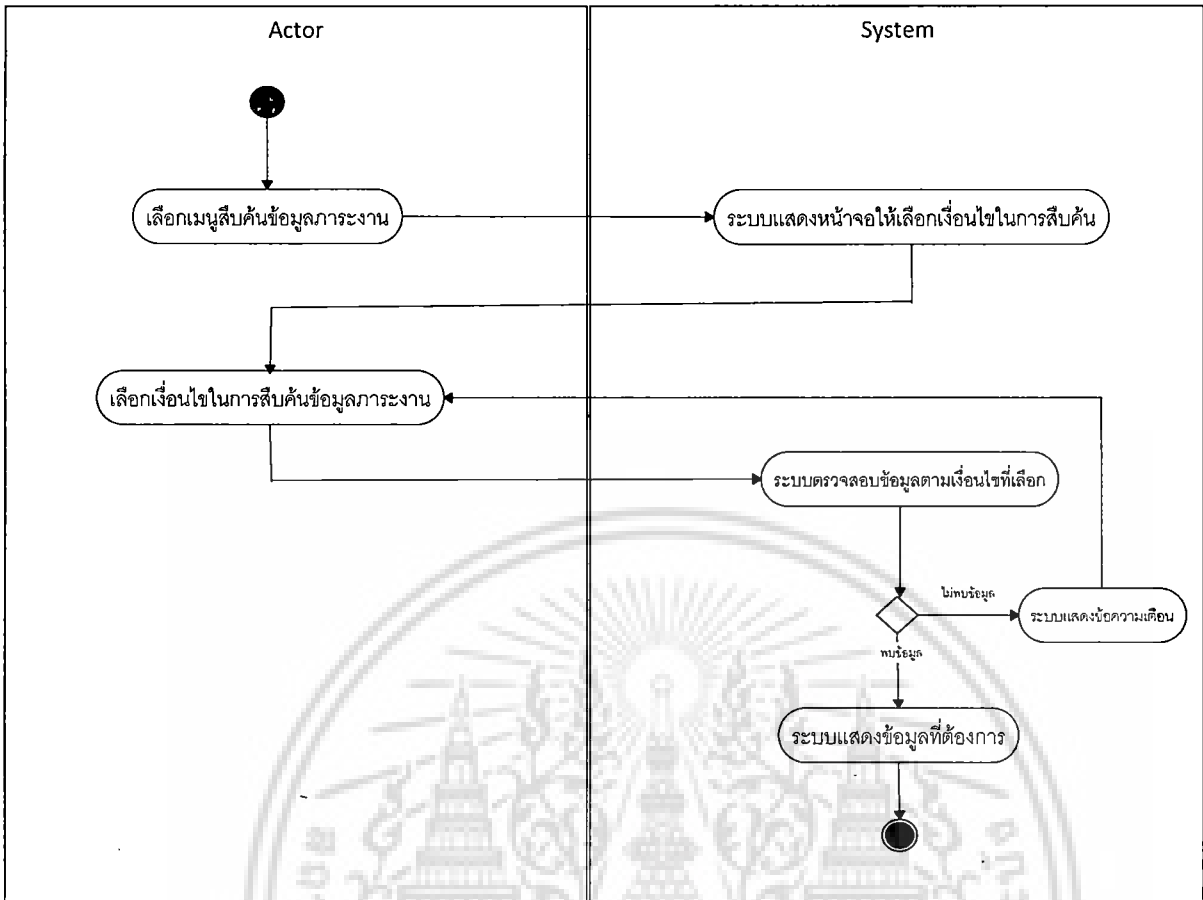 Actor
System
เลือกเมนูสืบค้นข้อมูลภาระงาน
ระบบแสดงหน้าจอให้เลือกเงื่อนไขในการสืบค้น
เลือกเงื่อนไขในการสืบค้นข้อมูลภาระงาน
ระบบตรวจสอบข้อมูลตามเงื่อนไขที่เลือก
ไม่พบข้อมูล
ระบบแสดงข้อความเตือน
พบข้อมูล
ระบบแสดงข้อมูลที่ต้องการ